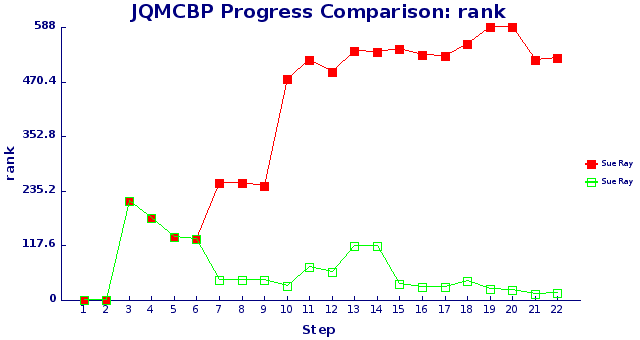 JQMCBP Progress Comparison: rank
588
470.4
352.8
235.2
117.6
0
rank
1 2 3 4 5 6 7 8 9 10 11 12 13 14 15 16 17 18 19 20 21 22
Step
Sue Ray
Sue Ray